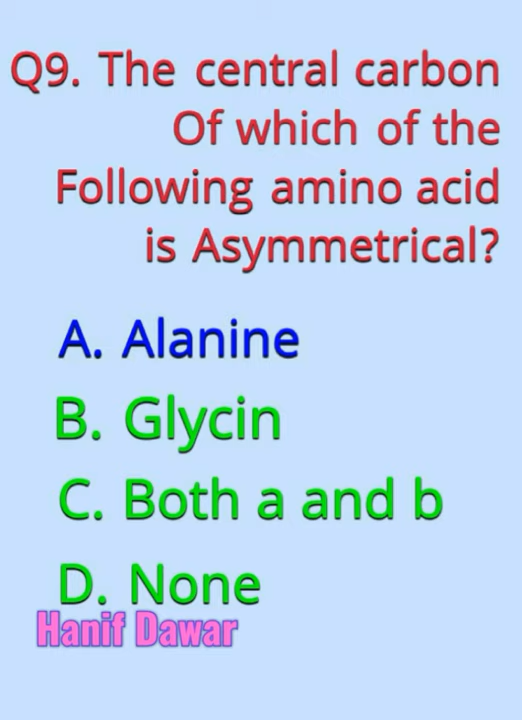 Q9. The central carbon
Of which of the
Following amino acid
is Asymmetrical?
A. Alanine
B. Glycin
C. Both a and b
D. None
Hanif Dawar